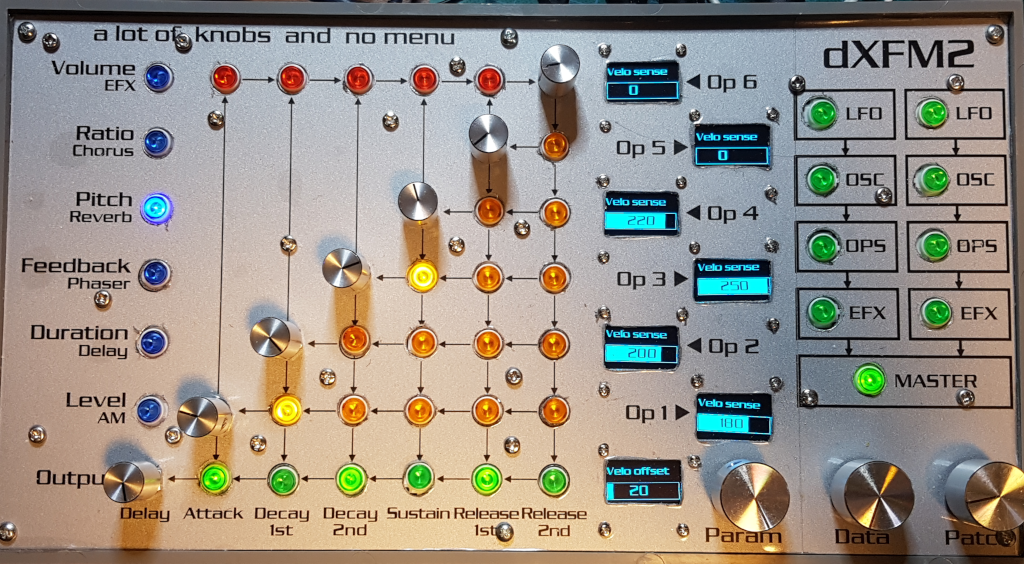 a lot of knobs and no menu
dXFM2
Volume
EFX
Velo sense
0
Op 6
LFO
LFO
Ratio
Chorus
Op 5
Velo sense
0
OSC
OSC
Pitch
Reverb
Velo sense
220
Op 4
OPS
OPS
Feedback
Phaser
Op 3
Velo sense
250
EFX
EFX
Duration
Delay
Velo sense
200
Op 2
MASTER
Level
AM
Op 1
Velo sense
180
Outpu
Velo offset
20
Delay
Attack
Decay
1st
Decay
2nd
Sustain
Release
1st
Release
2nd
Param
Data
Patc